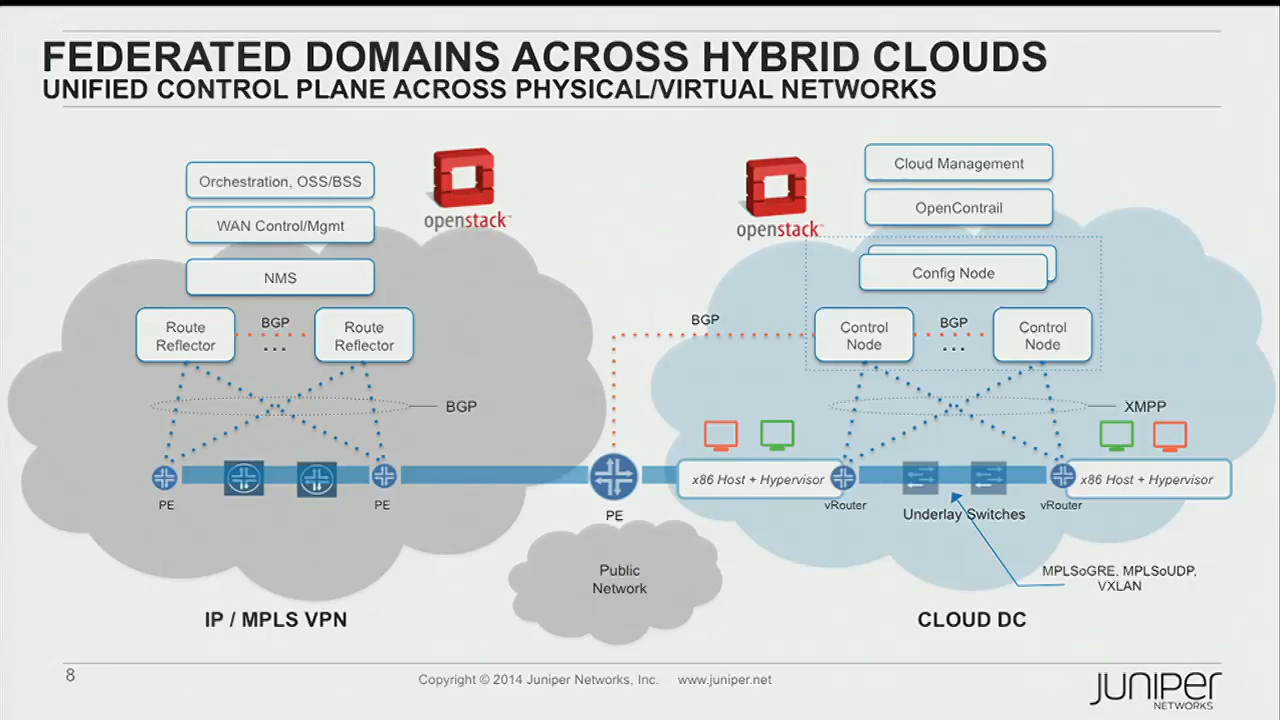 FEDERATED DOMAINS ACROSS HYBRID CLOUDS
UNIFIED CONTROL PLANE ACROSS PHYSICAL/VIRTUAL NETWORKS
Orchestration, OSS/BSS
WAN Control/Mgmt
NMS
Route
Reflector
BGP
...
Route
Reflector
BGP
PE
PE
IP / MPLS VPN
openstack™
openstack™
BGP
PE
Public
Network
Cloud Management
OpenContrail
Config Node
Control
Node
BGP
...
Control
Node
XMPP
x86 Host + Hypervisor
x86 Host + Hypervisor
vRouter
vRouter
Underlay Switches
MPLSoGRE, MPLSoUDP,
VXLAN
CLOUD DC
8
Copyright © 2014 Juniper Networks, Inc. www.juniper.net
JUNIPER
NETWORKS